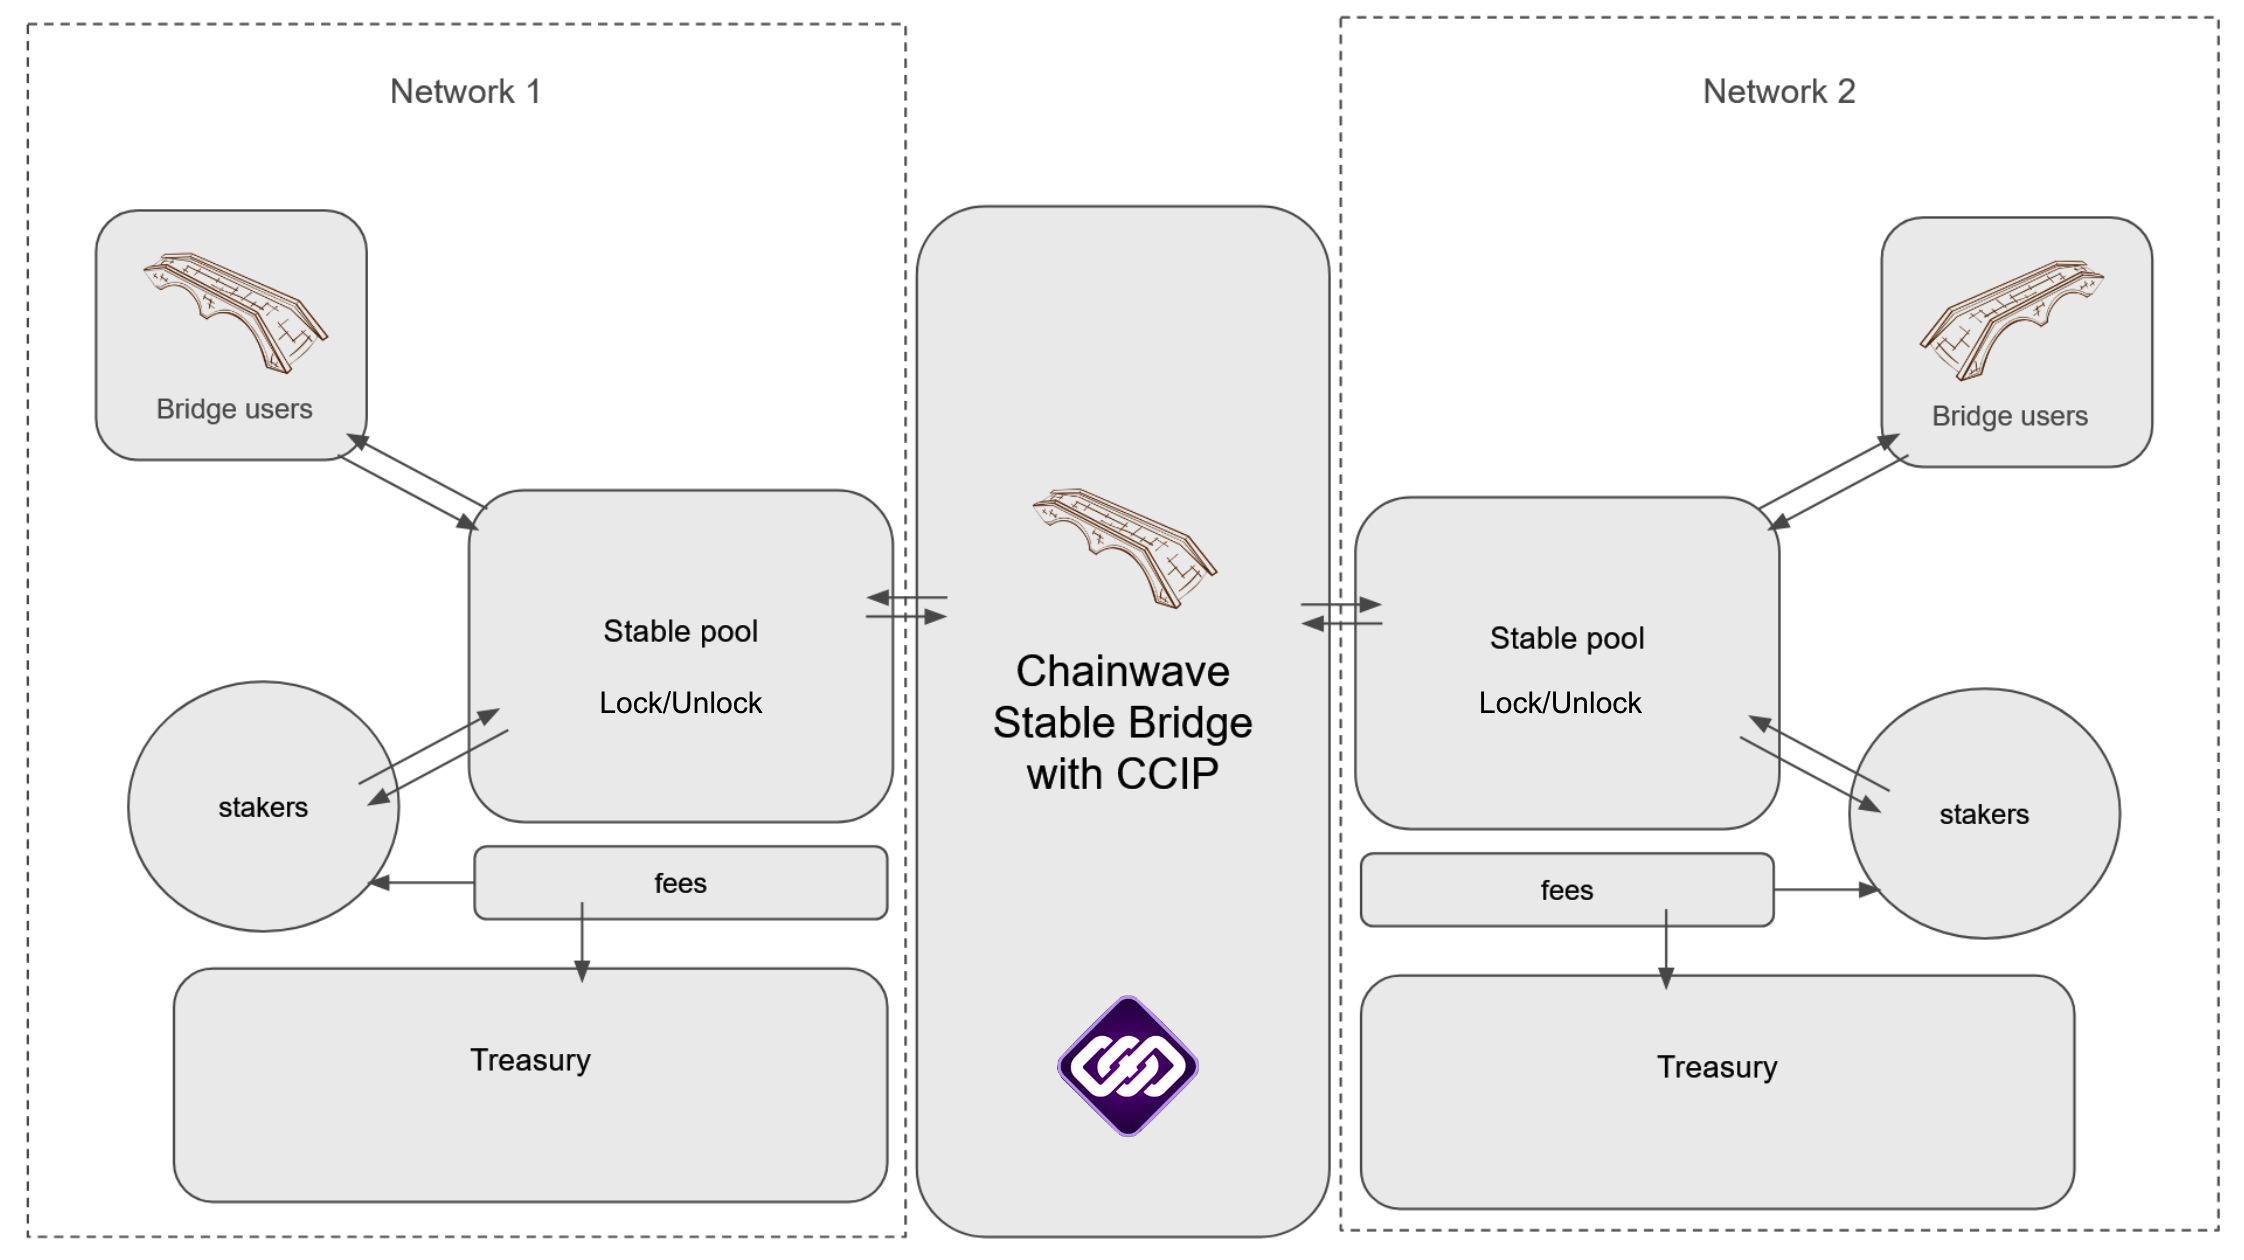 Network 1
Network 2
Bridge users
Bridge users
Stable pool
Lock/Unlock
Chainwave
Stable Bridge
with CCIP
Stable pool
Lock/Unlock
stakers
stakers
fees
fees
Treasury
Treasury